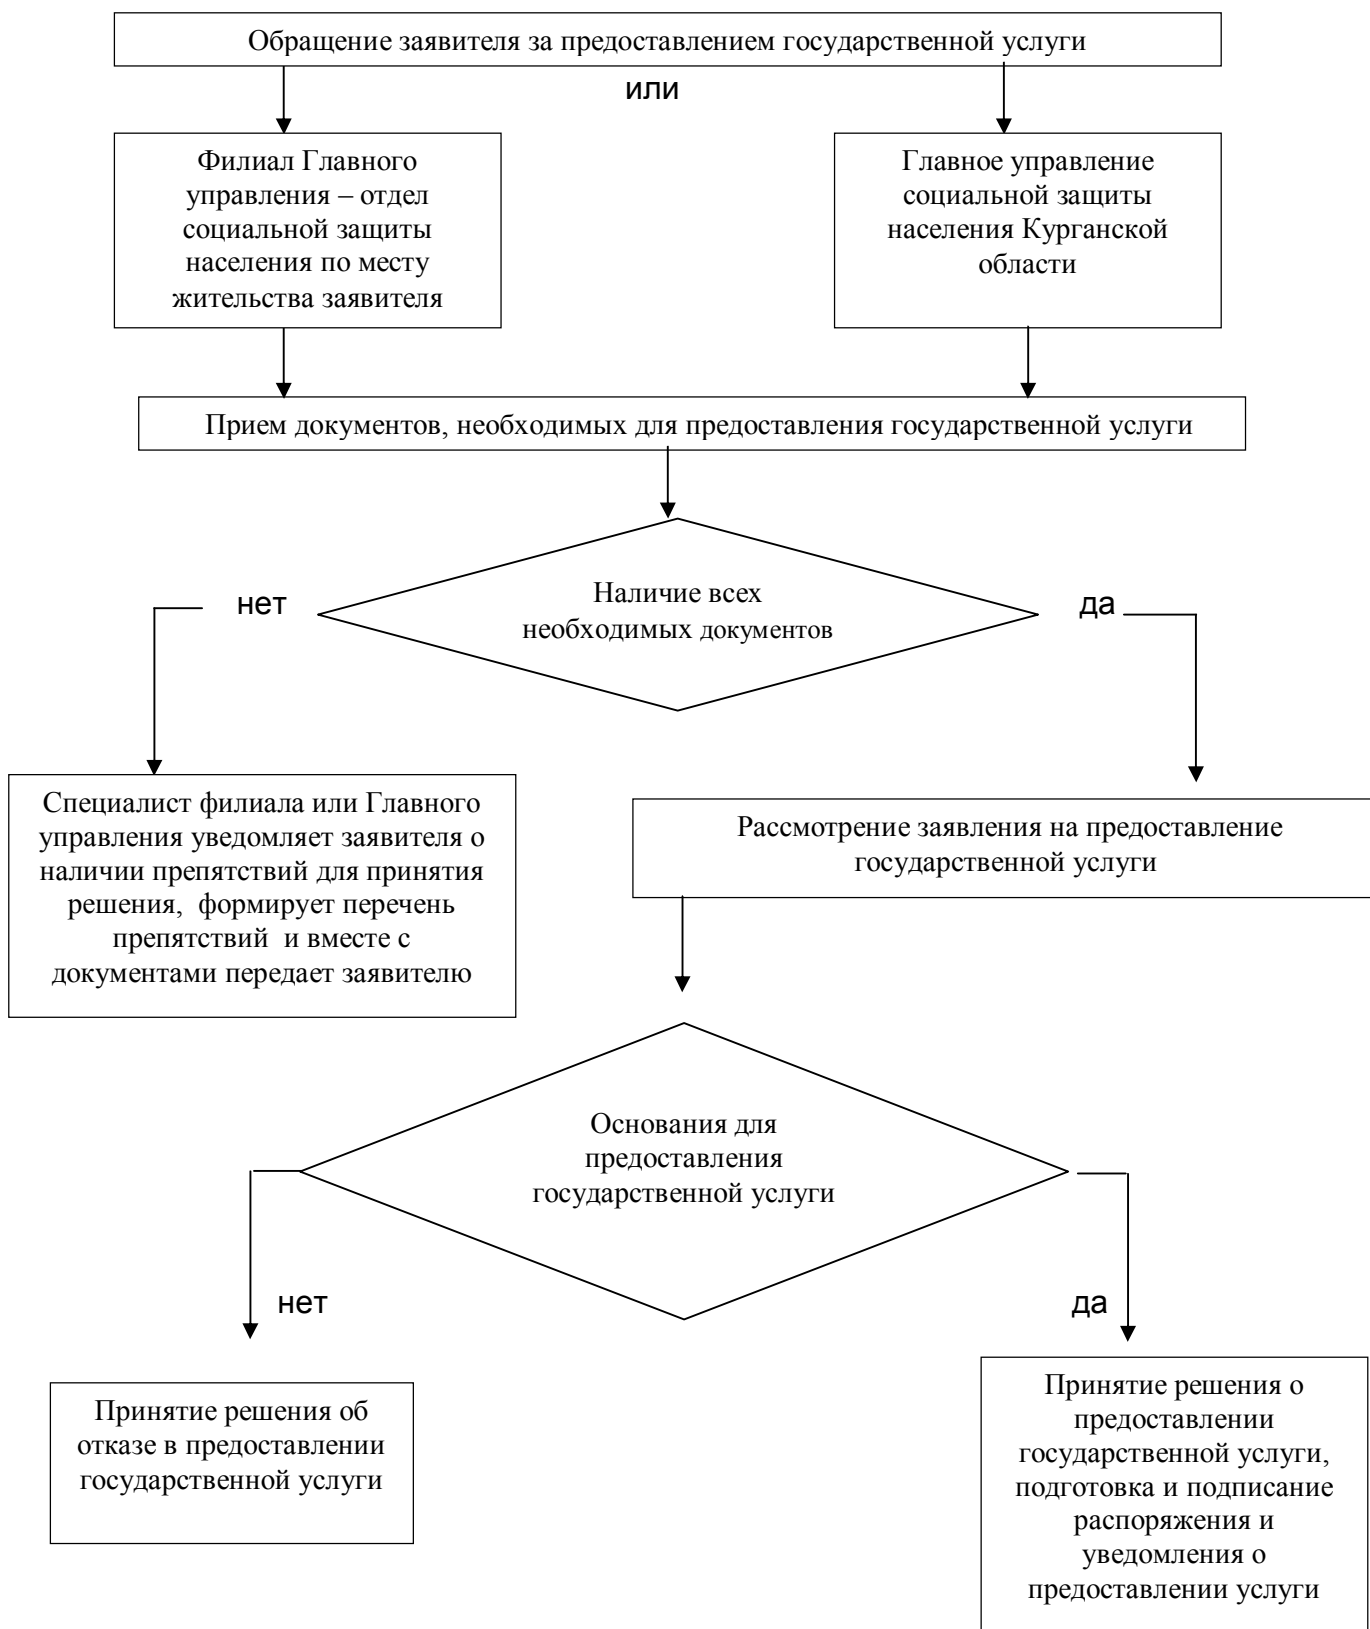 Обращение заявителя за предоставлением государственной услуги
или
Филиал Главного
управления – отдел
социальной защиты
населения по месту
жительства заявителя
Главное управление
социальной защиты
населения Курганской
области
Прием документов, необходимых для предоставления государственной услуги
нет
Наличие всех
необходимых документов
да
Специалист филиала или Главного
управления уведомляет заявителя о
наличии препятствий для принятия
решения, формирует перечень
препятствий и вместе с
документами передает заявителю
Рассмотрение заявления на предоставление
государственной услуги
Основания для
предоставления
государственной услуги
нет
да
Принятие решения об
отказе в предоставлении
государственной услуги
Принятие решения о
предоставлении
государственной услуги,
подготовка и подписание
распоряжения и
уведомления о
предоставлении услуги